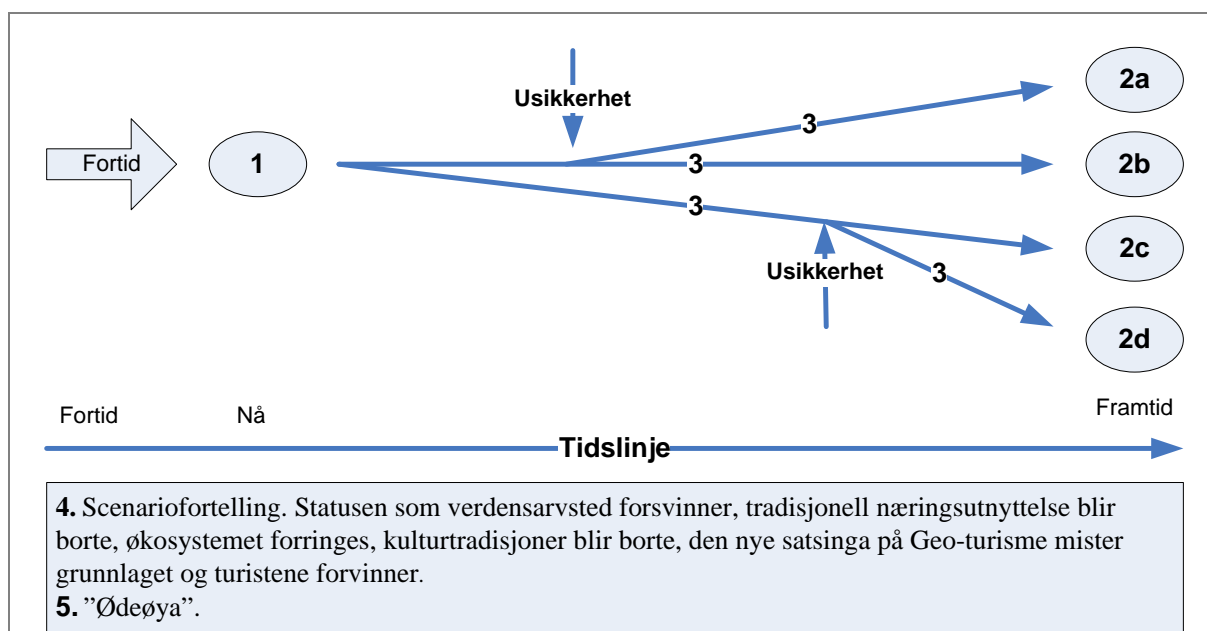 2a
Usikkerhet
3
Fortid
1
3
2b
3
2c
Usikkerhet
3
2d
Fortid
Nå
Framtid
Tidslinje
4. Scenariofortelling. Statusen som verdensarvsted forsvinner, tradisjonell næringsutnyttelse blir
borte, økosystemet forringes, kulturtradisjoner blir borte, den nye satsinga på Geo-turisme mister
grunnlaget og turistene forvinner.
5. ”Ødeøya”.